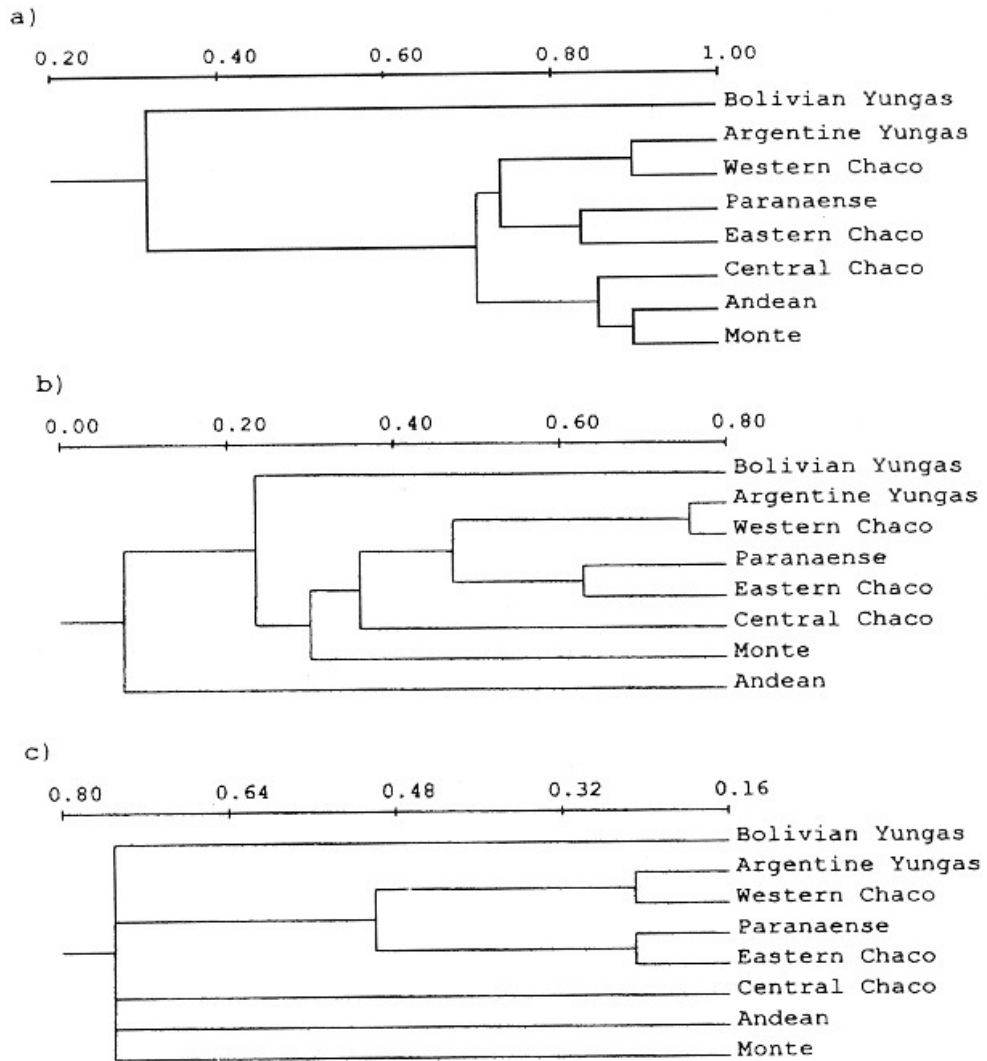 a)
0.20 0.40 0.60 0.80 1.00
Bolivian Yungas
Argentine Yungas
Western Chaco
Paranaense
Eastern Chaco
Central Chaco
Andean
Monte
b)
0.00 0.20 0.40 0.60 0.80
Bolivian Yungas
Argentine Yungas
Western Chaco
Paranaense
Eastern Chaco
Central Chaco
Monte
Andean
c)
0.80 0.64 0.48 0.32 0.16
Bolivian Yungas
Argentine Yungas
Western Chaco
Paranaense
Eastern Chaco
Central Chaco
Andean
Monte